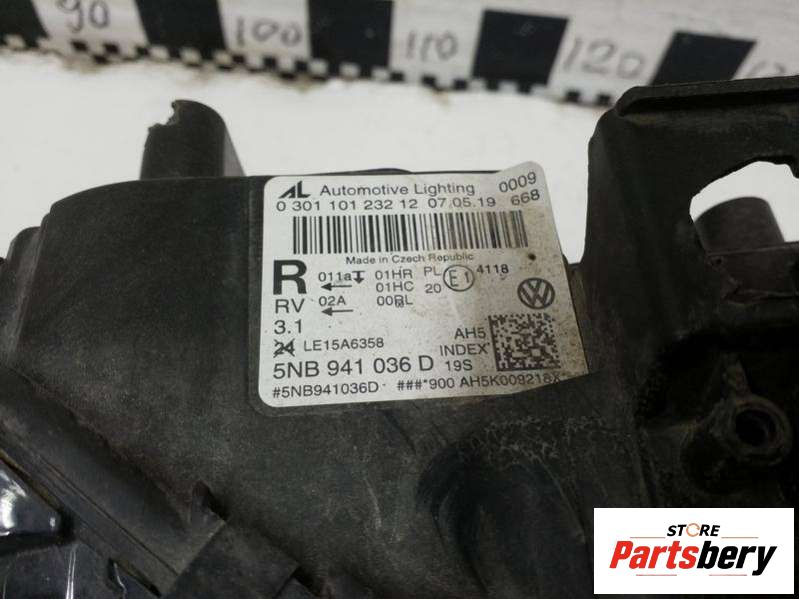 90 100 110 120
AL Automotive Lighting 0009
0 301 101 232 12 07.05.19 668
Made in Czech Republic
R 011a 01HR PL E1 4118
01HC 20
RV 02A 00BL
3.1
24 LE15A6358 AH5
INDEX
5NB 941 036 D 19S
#5NB941036D ###*900 AH5K009218X
STORE
Partsbery